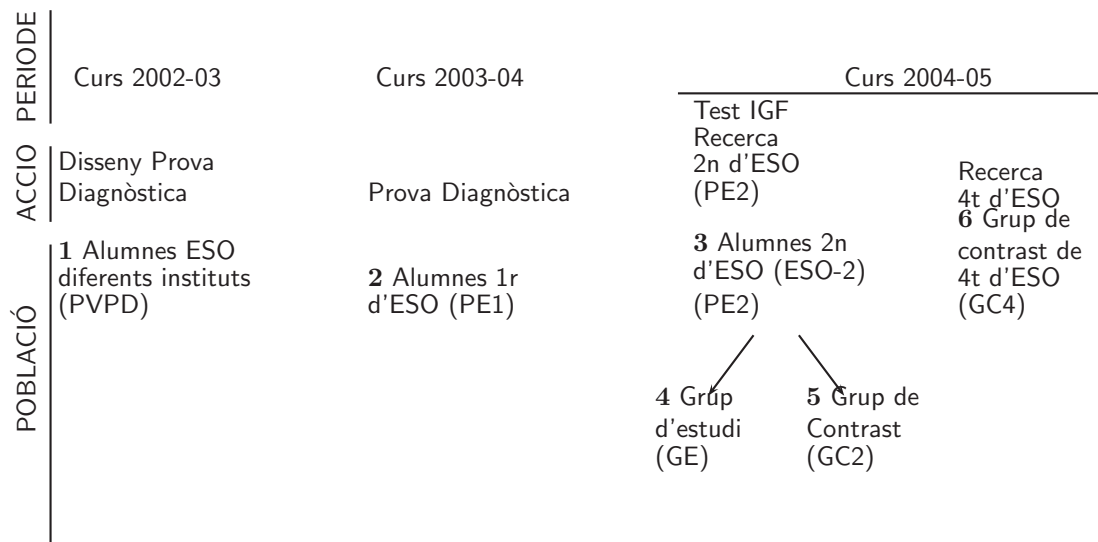 PERIODE
Curs 2002-03
Curs 2003-04
Curs 2004-05
ACCIO
Disseny Prova
Diagnòstica
Prova Diagnòstica
Test IGF
Recerca
2n d'ESO
(PE2)
Recerca
4t d'ESO
POBLACIÓ
1 Alumnes ESO
diferents instituts
(PVPD)
2 Alumnes 1r
d'ESO (PE1)
3 Alumnes 2n
d'ESO (ESO-2)
(PE2)
6 Grup de
contrast de
4t d'ESO
(GC4)
4 Grup
d'estudi
(GE)
5 Grup de
Contrast
(GC2)